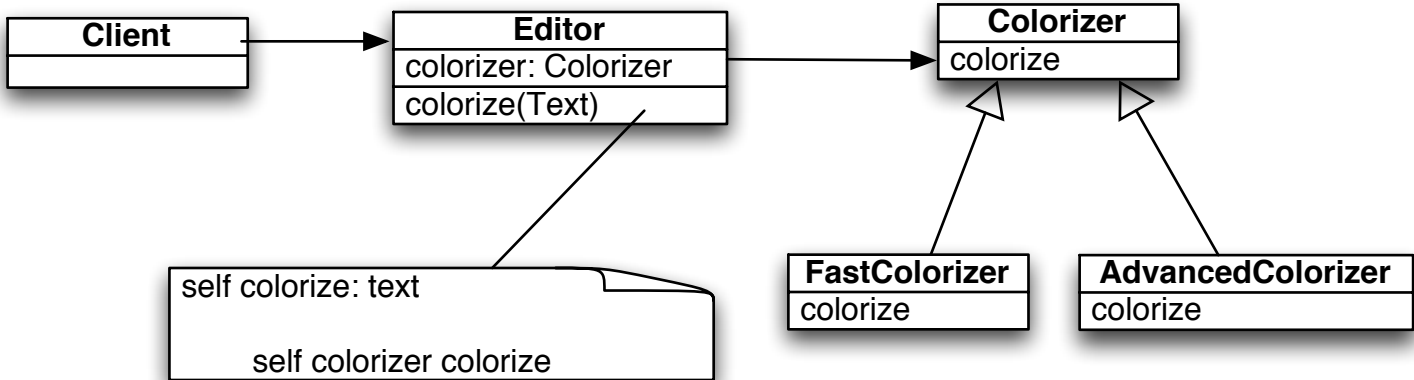 Client
Editor
colorizer: Colorizer
colorize(Text)
Colorizer
colorize
self colorize: text
self colorizer colorize
FastColorizer
colorize
AdvancedColorizer
colorize